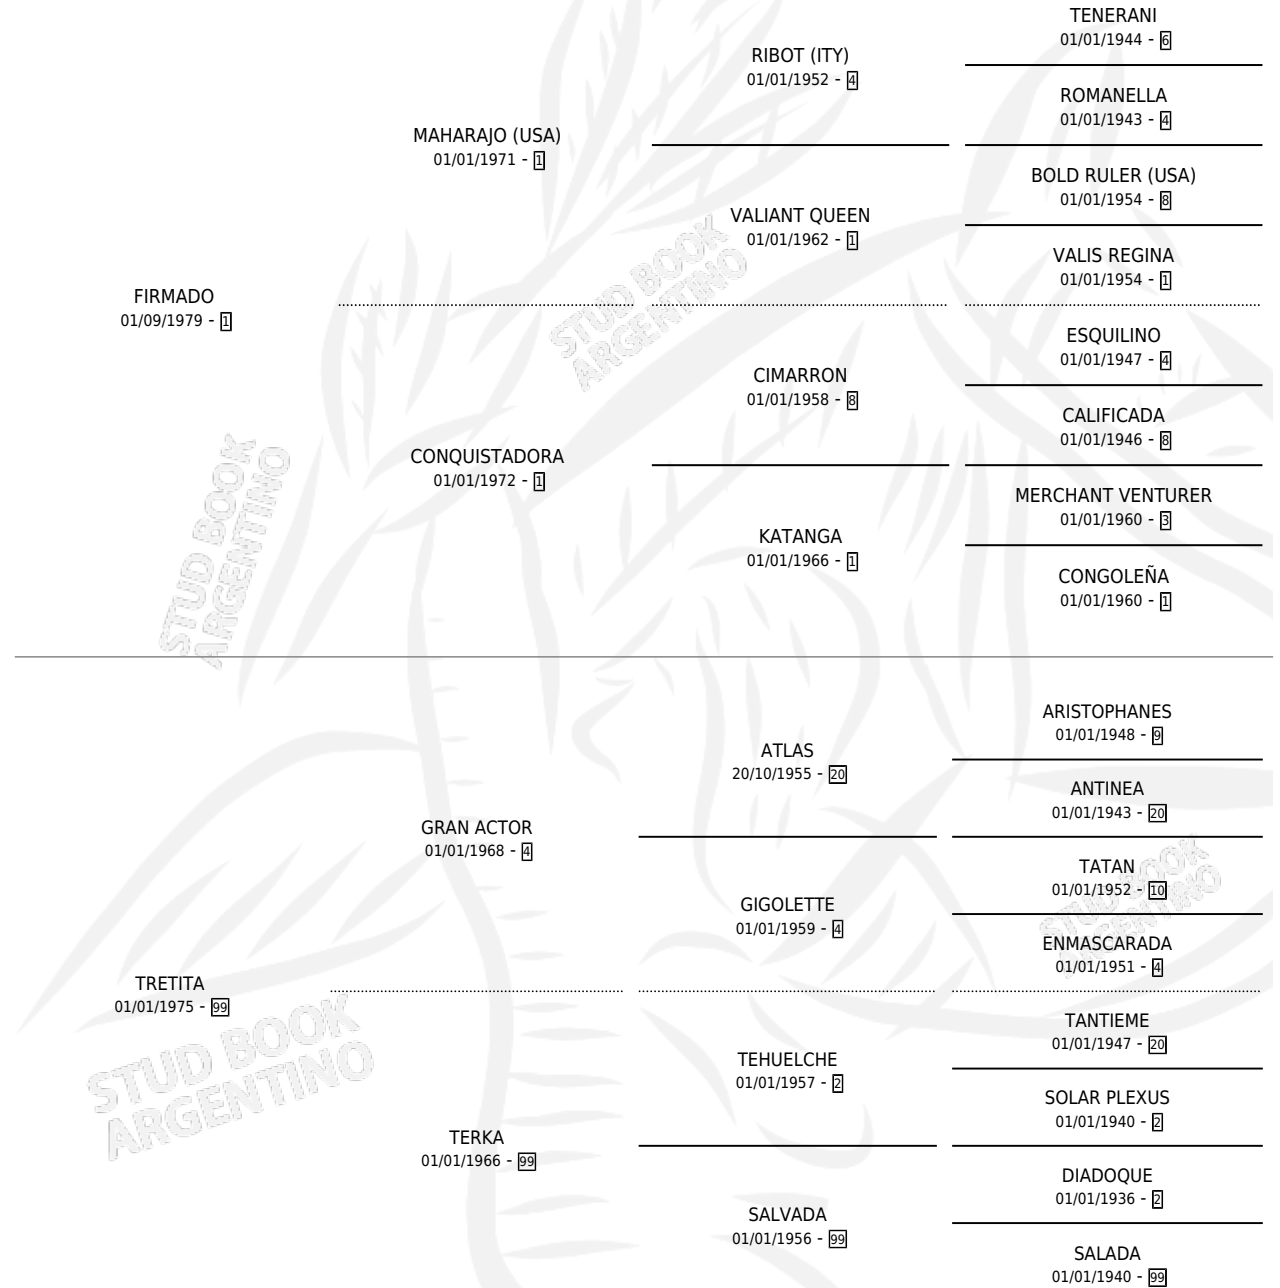 TENERANI
01/01/1944 - 6
RIBOT (ITY)
01/01/1952 - 4
ROMANELLA
01/01/1943 - 4
MAHARAJO (USA)
01/01/1971 - 1
BOLD RULER (USA)
01/01/1954 - 8
VALIANT QUEEN
01/01/1962 - 1
VALIS REGINA
01/01/1954 - 1
FIRMADO
01/09/1979 - 1
ESQUILINO
01/01/1947 - 4
CIMARRON
01/01/1958 - 8
CALIFICADA
01/01/1946 - 8
CONQUISTADORA
01/01/1972 - 1
MERCHANT VENTURER
01/01/1960 - 3
KATANGA
01/01/1966 - 1
CONGOLEÑA
01/01/1960 - 1
ARISTOPHANES
01/01/1948 - 9
ATLAS
20/10/1955 - 20
ANTINEA
01/01/1943 - 20
GRAN ACTOR
01/01/1968 - 4
TATAN
01/01/1952 - 10
GIGOLETTE
01/01/1959 - 4
ENMASCARADA
01/01/1951 - 4
TRETITA
01/01/1975 - 99
TANTIEME
01/01/1947 - 20
TEHUELCHE
01/01/1957 - 2
SOLAR PLEXUS
01/01/1940 - 2
TERKA
01/01/1966 - 99
DIADOQUE
01/01/1936 - 2
SALVADA
01/01/1956 - 99
SALADA
01/01/1940 - 99
STUD BOOK
ARGENTINO
STUD BOOK
ARGENTINO
STUD BOOK
ARGENTINO
STUD BOOK
ARGENTINO